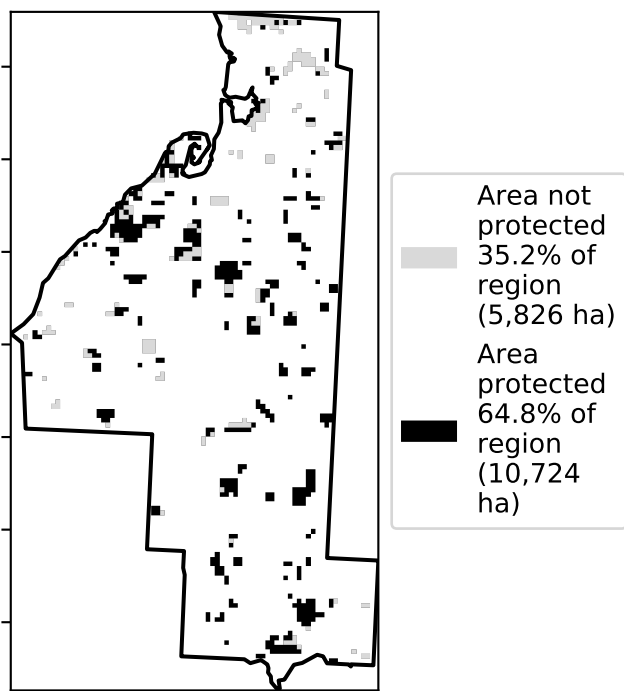 Area not
protected
35.2% of
region
(5,826 ha)
Area
protected
64.8% of
region
(10,724
ha)